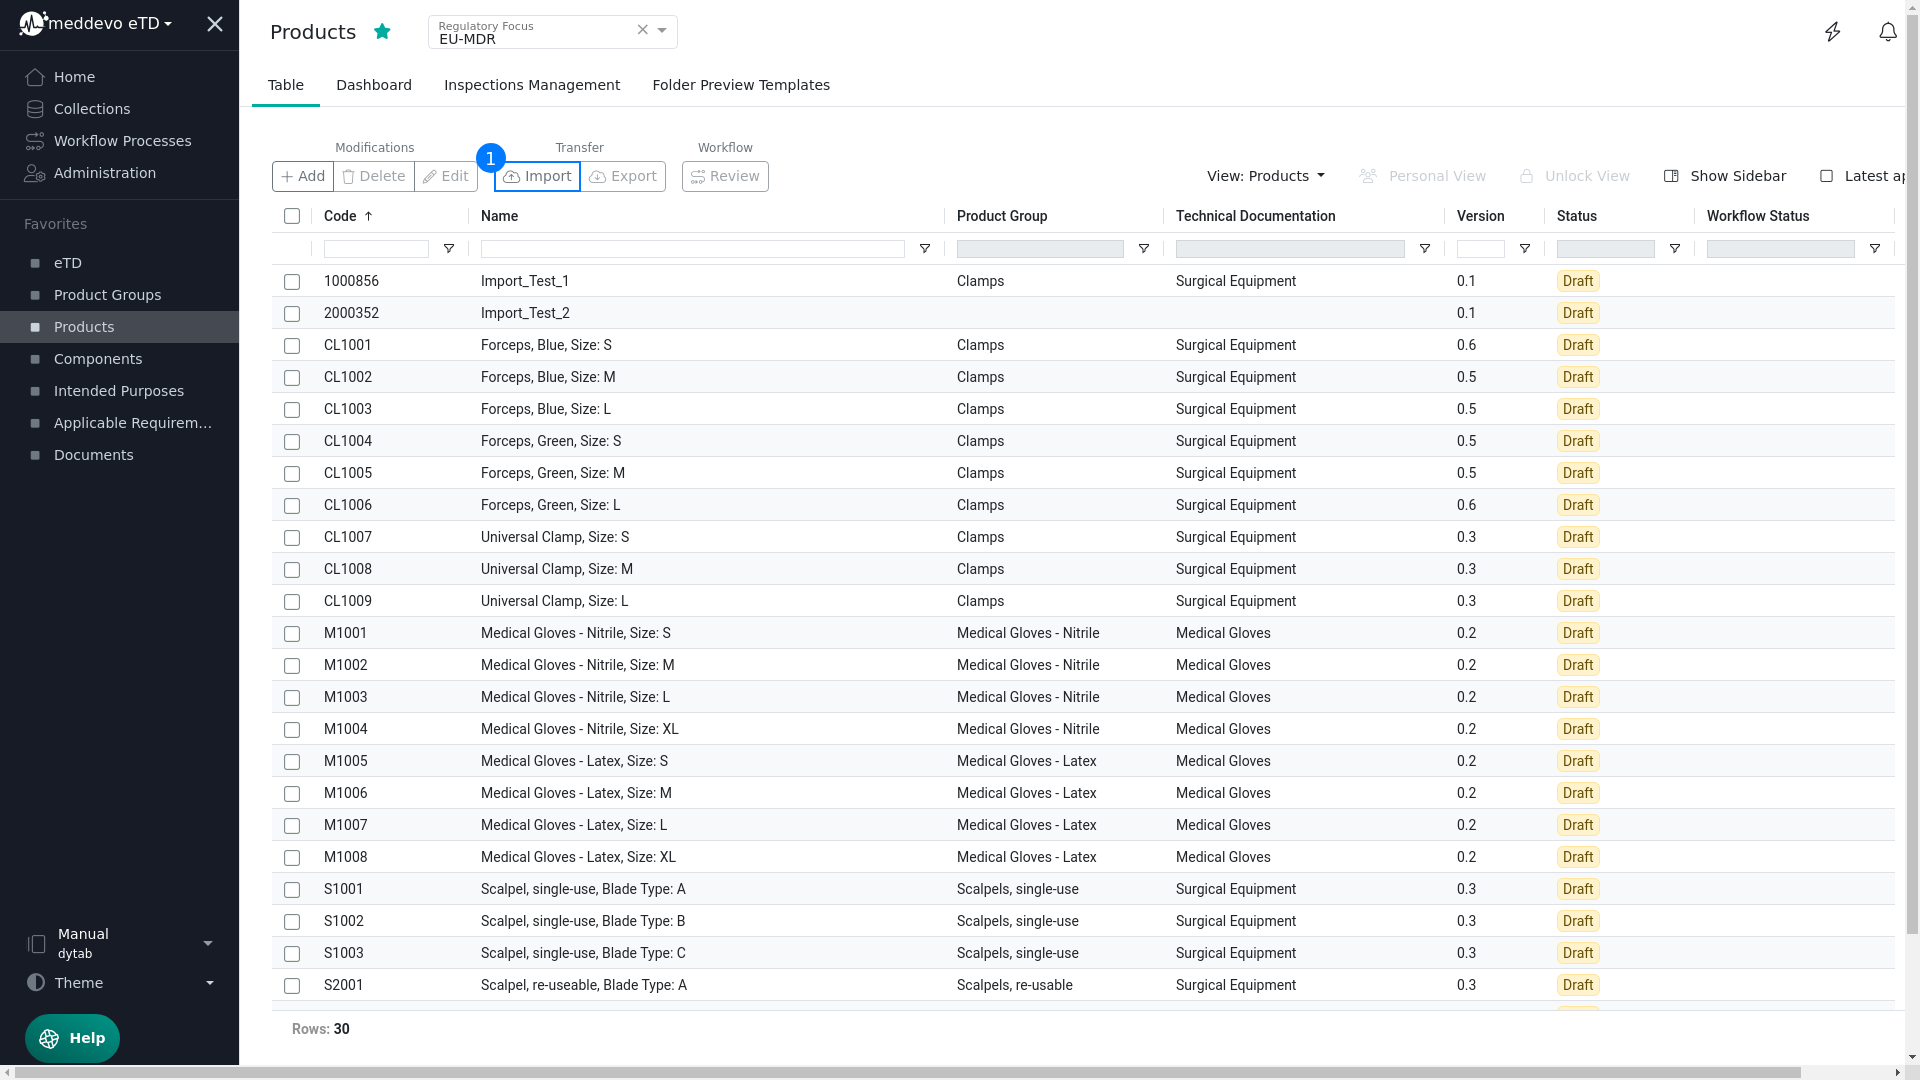 meddevo eTD
Home
Collections
Workflow Processes
Administration
Favorites
eTD
Product Groups
Products
Components
Intended Purposes
Applicable Requirem...
Documents
Manual
dytab
Theme
Help
Products
Regulatory Focus
EU-MDR
Table Dashboard Inspections Management Folder Preview Templates
Modifications Transfer Workflow
1
Add Delete Edit Import Export Review View: Products Personal View Unlock View Show Sidebar Latest ap
Code Name Product Group Technical Documentation Version Status Workflow Status
1000856 Import_Test_1 Clamps Surgical Equipment 0.1 Draft
2000352 Import_Test_2 0.1 Draft
CL1001 Forceps, Blue, Size: S Clamps Surgical Equipment 0.6 Draft
CL1002 Forceps, Blue, Size: M Clamps Surgical Equipment 0.5 Draft
CL1003 Forceps, Blue, Size: L Clamps Surgical Equipment 0.5 Draft
CL1004 Forceps, Green, Size: S Clamps Surgical Equipment 0.5 Draft
CL1005 Forceps, Green, Size: M Clamps Surgical Equipment 0.5 Draft
CL1006 Forceps, Green, Size: L Clamps Surgical Equipment 0.6 Draft
CL1007 Universal Clamp, Size: S Clamps Surgical Equipment 0.3 Draft
CL1008 Universal Clamp, Size: M Clamps Surgical Equipment 0.3 Draft
CL1009 Universal Clamp, Size: L Clamps Surgical Equipment 0.3 Draft
M1001 Medical Gloves - Nitrile, Size: S Medical Gloves - Nitrile Medical Gloves 0.2 Draft
M1002 Medical Gloves - Nitrile, Size: M Medical Gloves - Nitrile Medical Gloves 0.2 Draft
M1003 Medical Gloves - Nitrile, Size: L Medical Gloves - Nitrile Medical Gloves 0.2 Draft
M1004 Medical Gloves - Nitrile, Size: XL Medical Gloves - Nitrile Medical Gloves 0.2 Draft
M1005 Medical Gloves - Latex, Size: S Medical Gloves - Latex Medical Gloves 0.2 Draft
M1006 Medical Gloves - Latex, Size: M Medical Gloves - Latex Medical Gloves 0.2 Draft
M1007 Medical Gloves - Latex, Size: L Medical Gloves - Latex Medical Gloves 0.2 Draft
M1008 Medical Gloves - Latex, Size: XL Medical Gloves - Latex Medical Gloves 0.2 Draft
S1001 Scalpel, single-use, Blade Type: A Scalpels, single-use Surgical Equipment 0.3 Draft
S1002 Scalpel, single-use, Blade Type: B Scalpels, single-use Surgical Equipment 0.3 Draft
S1003 Scalpel, single-use, Blade Type: C Scalpels, single-use Surgical Equipment 0.3 Draft
S2001 Scalpel, re-useable, Blade Type: A Scalpels, re-usable Surgical Equipment 0.3 Draft
Rows: 30